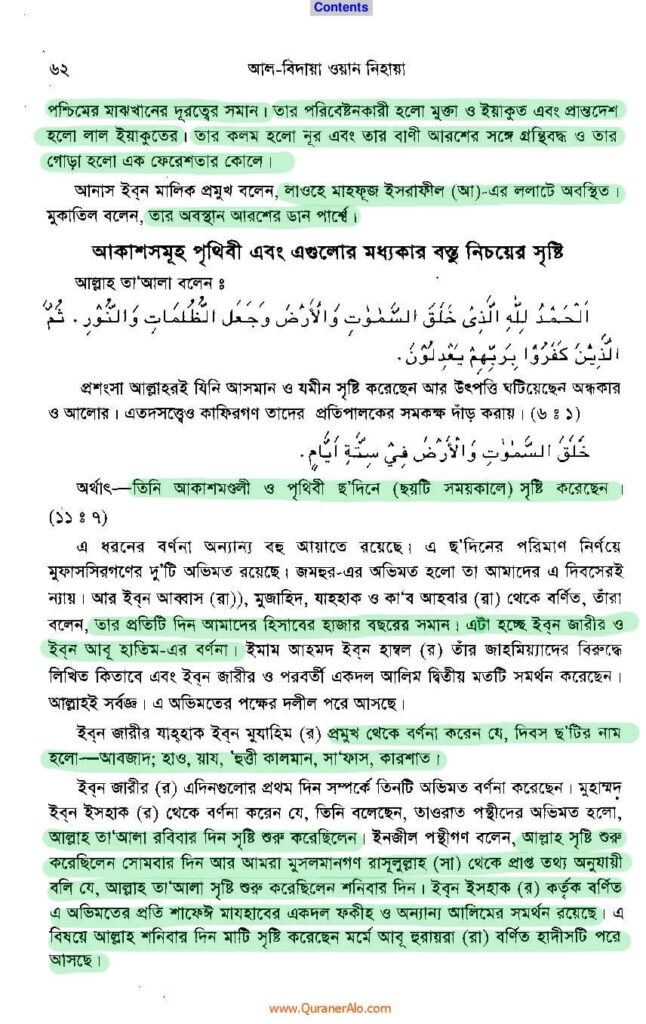 Contents
৬২ আল-বিদায়া ওয়ান নিহায়া
পশ্চিমের মাঝখানের দূরত্বের সমান। তার পরিবেষ্টনকারী হলো মুক্তা ও ইয়াকুত এবং প্রান্তদেশ
হলো লাল ইয়াকুতের। তার কলম হলো নূর এবং তার বাণী আরশের সঙ্গে গ্রন্থিবদ্ধ ও তার
গোড়া হলো এক ফেরেশতার কোলে।
আনাস ইব্‌ন মালিক প্রমুখ বলেন, লাওহে মাহফূজ ইসরাফীল (আ)-এর ললাটে অবস্থিত।
মুকাতিল বলেন, তার অবস্থান আরশের ডান পার্শ্বে।
আকাশসমূহ পৃথিবী এবং এগুলোর মধ্যকার বস্তু নিচয়ের সৃষ্টি
আল্লাহ তা'আলা বলেন ঃ
اَلْحَمْدُ لِلّٰهِ الَّذِىْ خَلَقَ السَّمٰوٰتِ وَالْاَرْضَ وَجَعَلَ الظُّلُمَاتِ وَالنُّوْرَ. ثُمَّ
الَّذِيْنَ كَفَرُوْا بِرَبِّهِمْ يَعْدِلُوْنَ.
প্রশংসা আল্লাহরই যিনি আসমান ও যমীন সৃষ্টি করেছেন আর উৎপত্তি ঘটিয়েছেন অন্ধকার
ও আলোর। এতদসত্ত্বেও কাফিরগণ তাদের প্রতিপালকের সমকক্ষ দাঁড় করায়। (৬ ঃ ১)
خَلَقَ السَّمٰوٰتِ وَالْاَرْضَ فِيْ سِتَّةِ اَيَّامٍ.
অর্থাৎ—তিনি আকাশমণ্ডলী ও পৃথিবী ছ'দিনে (ছয়টি সময়কালে) সৃষ্টি করেছেন।
(১১ ঃ ৭)
এ ধরনের বর্ণনা অন্যান্য বহু আয়াতে রয়েছে। এ ছ'দিনের পরিমাণ নির্ণয়ে
মুফাসসিরগণের দু'টি অভিমত রয়েছে। জমহুর-এর অভিমত হলো তা আমাদের এ দিবসেরই
ন্যায়। আর ইব্‌ন আব্বাস (রা)), মুজাহিদ, যাহহাক ও কা'ব আহবার (রা) থেকে বর্ণিত, তাঁরা
বলেন, তার প্রতিটি দিন আমাদের হিসাবের হাজার বছরের সমান। এটা হচ্ছে ইব্‌ন জারীর ও
ইব্‌ন আবূ হাতিম-এর বর্ণনা। ইমাম আহমদ ইব্‌ন হাম্বল (র) তাঁর জাহমিয়্যাদের বিরুদ্ধে
লিখিত কিতাবে এবং ইব্‌ন জারীর ও পরবর্তী একদল আলিম দ্বিতীয় মতটি সমর্থন করেছেন।
আল্লাহই সর্বজ্ঞ। এ অভিমতের পক্ষের দলীল পরে আসছে।
ইব্‌ন জারীর যাহ্‌হাক ইব্‌ন মুযাহিম (র) প্রমুখ থেকে বর্ণনা করেন যে, দিবস ছ'টির নাম
হলো—আবজাদ; হাও, য়ায, 'হুত্তী কালমান, সা'ফাস, কারশাত।
ইব্‌ন জারীর (র) এদিনগুলোর প্রথম দিন সম্পর্কে তিনটি অভিমত বর্ণনা করেছেন। মুহাম্মদ
ইব্‌ন ইসহাক (র) থেকে বর্ণনা করেন যে, তিনি বলেছেন, তাওরাত পন্থীদের অভিমত হলো,
আল্লাহ তা'আলা রবিবার দিন সৃষ্টি শুরু করেছিলেন। ইনজীল পন্থীগণ বলেন, আল্লাহ সৃষ্টি শুরু
করেছিলেন সোমবার দিন আর আমরা মুসলমানগণ রাসূলুল্লাহ (সা) থেকে প্রাপ্ত তথ্য অনুযায়ী
বলি যে, আল্লাহ তা'আলা সৃষ্টি শুরু করেছিলেন শনিবার দিন। ইব্‌ন ইসহাক (র) কর্তৃক বর্ণিত
এ অভিমতের প্রতি শাফেঈ মাযহাবের একদল ফকীহ ও অন্যান্য আলিমের সমর্থন রয়েছে। এ
বিষয়ে আল্লাহ শনিবার দিন মাটি সৃষ্টি করেছেন মর্মে আবূ হুরায়রা (রা) বর্ণিত হাদীসটি পরে
আসছে।
www.QuranerAlo.com